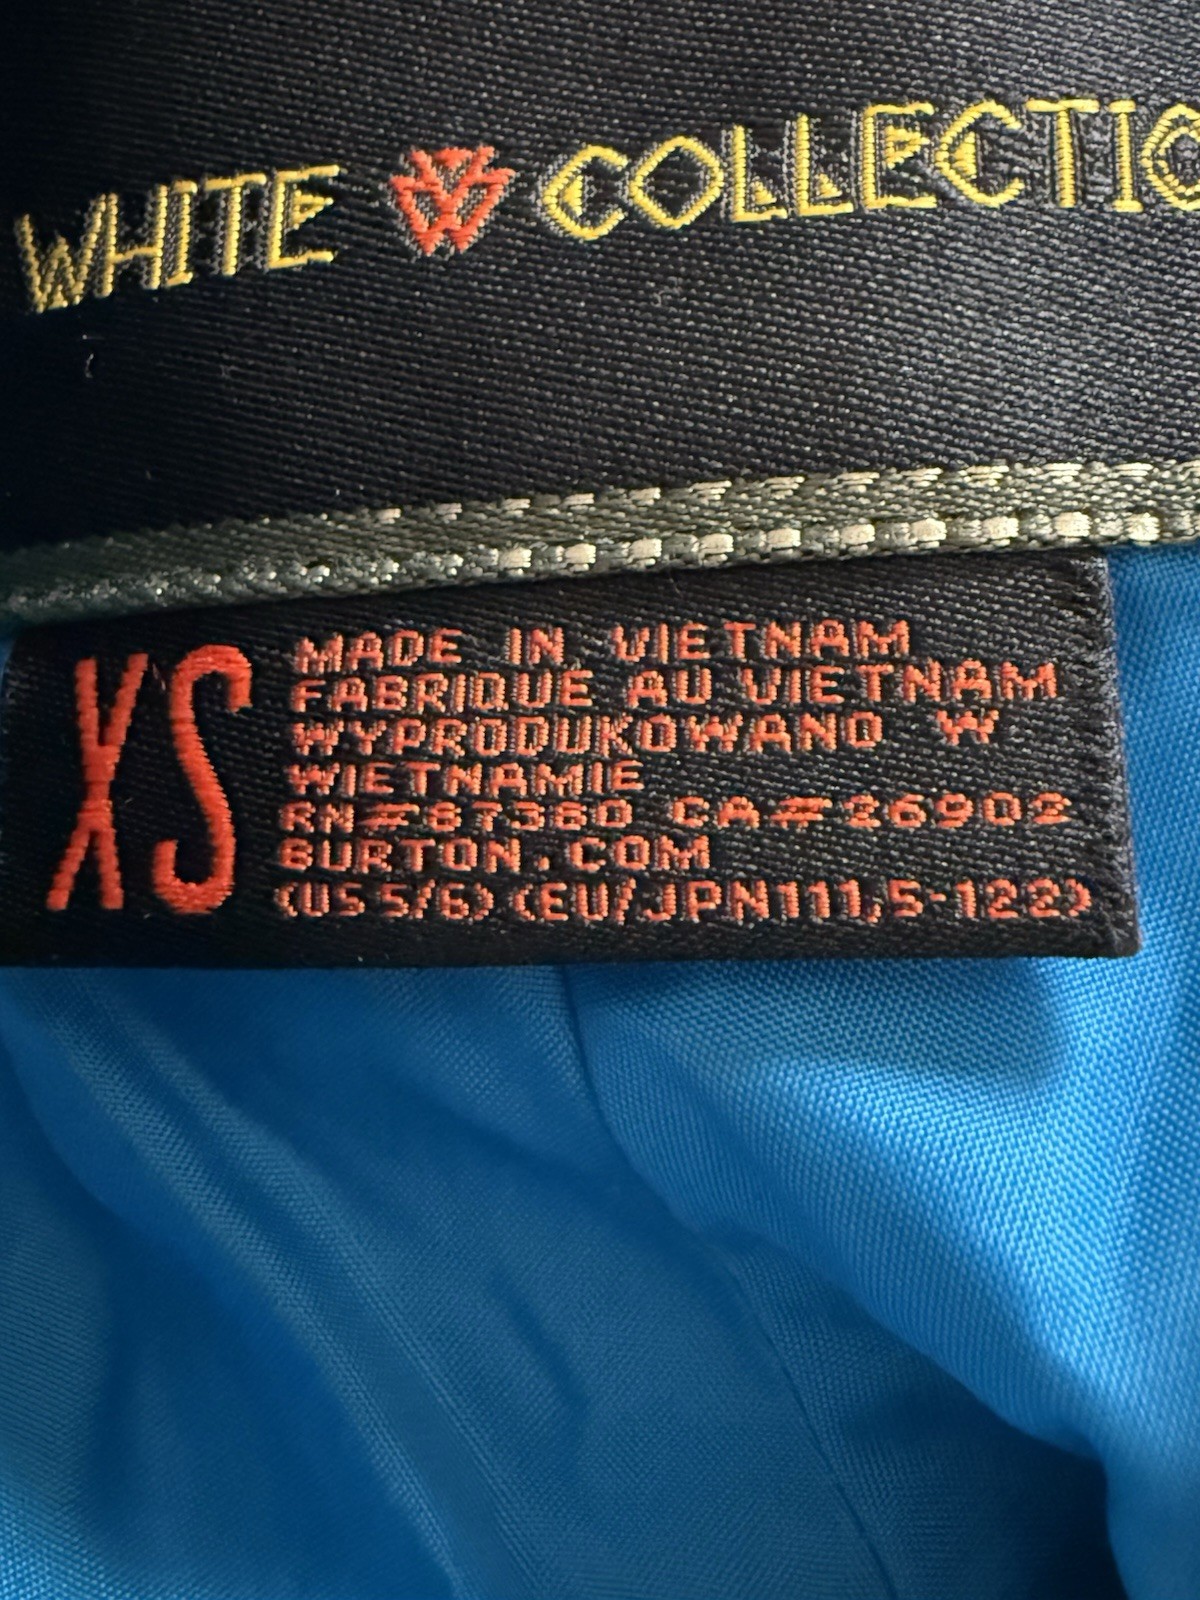 WHITE COLLECTIO
XS
MADE IN VIETNAM
FABRIQUE AU VIETNAM
WYPRODUKOWANO W
WIETNAMIE
RN#87380 CA#26902
BURTON.COM
(US 5/6) (EU/JPN111,5-122)